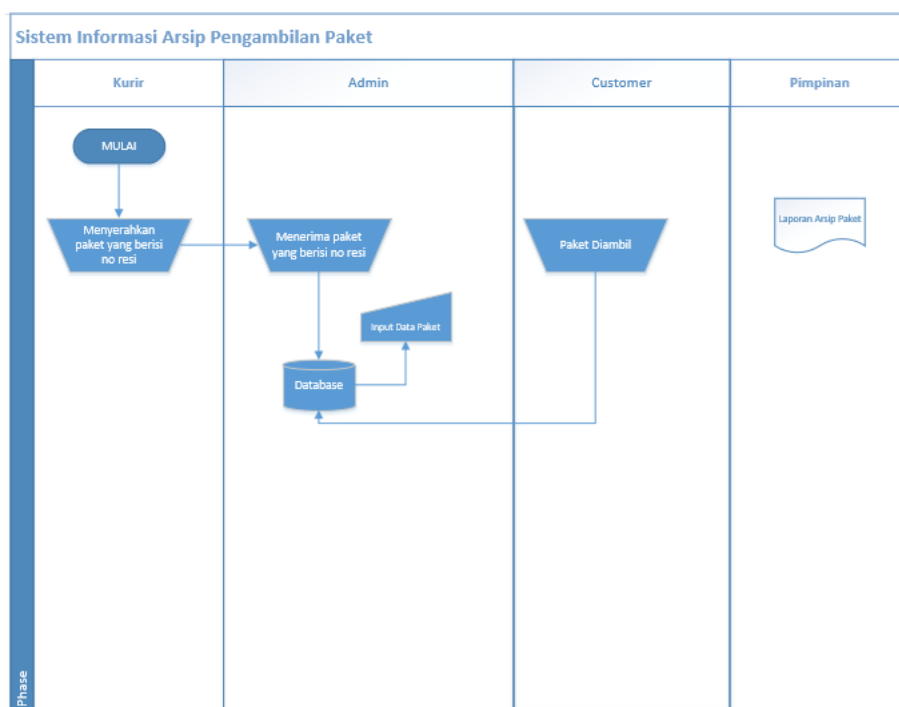 Sistem Informasi Arsip Pengambilan Paket
Kurir
Admin
Customer
Pimpinan
MULAI
Menyerahkan
paket yang berisi
no resi
Menerima paket
yang berisi no resi
Paket Diambil
Laporan Arsip Paket
Input Data Paket
Database
Phase